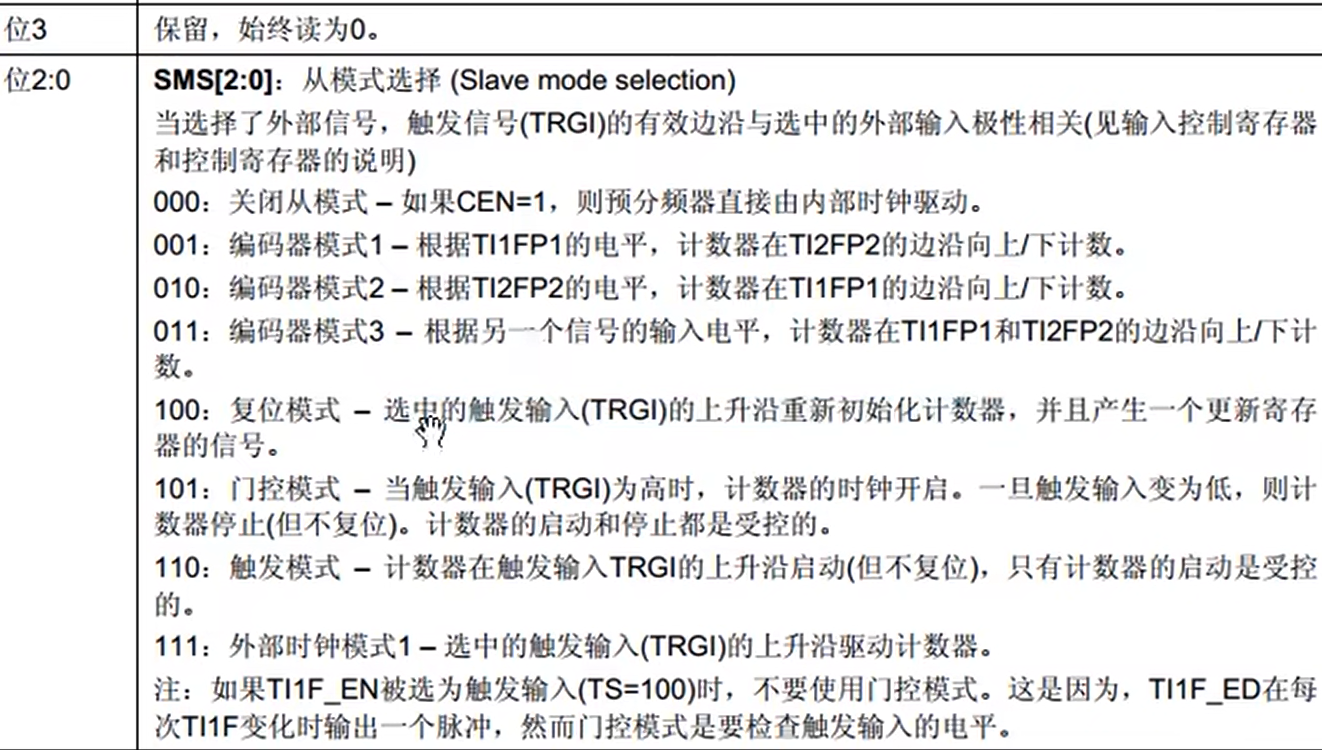 位3
保留，始终读为0。
位2:0
SMS[2:0]：从模式选择 (Slave mode selection)
当选择了外部信号，触发信号(TRGI)的有效边沿与选中的外部输入极性相关(见输入控制寄存器
和控制寄存器的说明)
000：关闭从模式 – 如果CEN=1，则预分频器直接由内部时钟驱动。
001：编码器模式1 – 根据TI1FP1的电平，计数器在TI2FP2的边沿向上/下计数。
010：编码器模式2 – 根据TI2FP2的电平，计数器在TI1FP1的边沿向上/下计数。
011：编码器模式3 – 根据另一个信号的输入电平，计数器在TI1FP1和TI2FP2的边沿向上/下计
数。
100：复位模式 – 选中的触发输入(TRGI)的上升沿重新初始化计数器，并且产生一个更新寄存
器的信号。
101：门控模式 – 当触发输入(TRGI)为高时，计数器的时钟开启。一旦触发输入变为低，则计
数器停止(但不复位)。计数器的启动和停止都是受控的。
110：触发模式 – 计数器在触发输入TRGI的上升沿启动(但不复位)，只有计数器的启动是受控
的。
111：外部时钟模式1 – 选中的触发输入(TRGI)的上升沿驱动计数器。
注：如果TI1F_EN被选为触发输入(TS=100)时，不要使用门控模式。这是因为，TI1F_ED在每
次TI1F变化时输出一个脉冲，然而门控模式是要检查触发输入的电平。